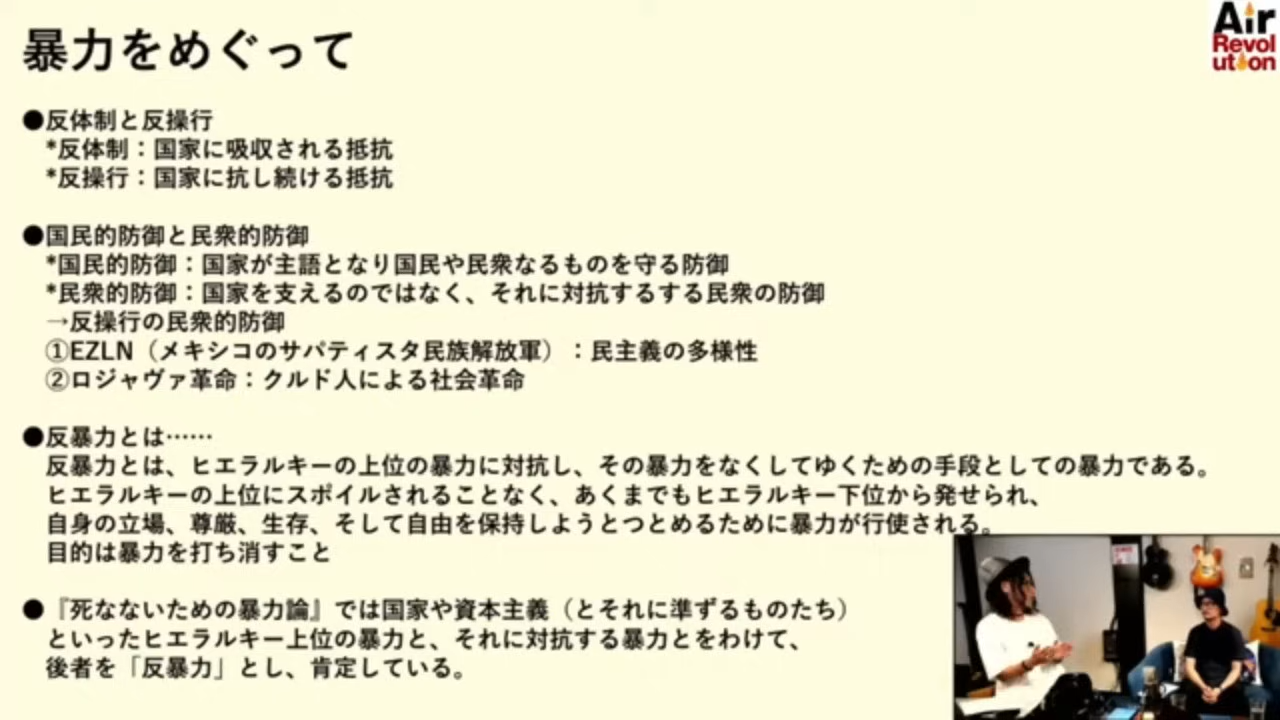 暴力をめぐって
Air
Revol
ution
●反体制と反操行
*反体制：国家に吸収される抵抗
*反操行：国家に抗し続ける抵抗
●国民的防御と民衆的防御
*国民的防御：国家が主語となり国民や民衆なるものを守る防御
*民衆的防御：国家を支えるのではなく、それに対抗するする民衆の防御
→反操行の民衆的防御
①EZLN（メキシコのサパティスタ民族解放軍）：民主義の多様性
②ロジャヴァ革命：クルド人による社会革命
●反暴力とは……
反暴力とは、ヒエラルキーの上位の暴力に対抗し、その暴力をなくしてゆくための手段としての暴力である。
ヒエラルキーの上位にスポイルされることなく、あくまでもヒエラルキー下位から発せられ、
自身の立場、尊厳、生存、そして自由を保持しようとつとめるために暴力が行使される。
目的は暴力を打ち消すこと
●『死なないための暴力論』では国家や資本主義（とそれに準ずるものたち）
といったヒエラルキー上位の暴力と、それに対抗する暴力とをわけて、
後者を「反暴力」とし、肯定している。